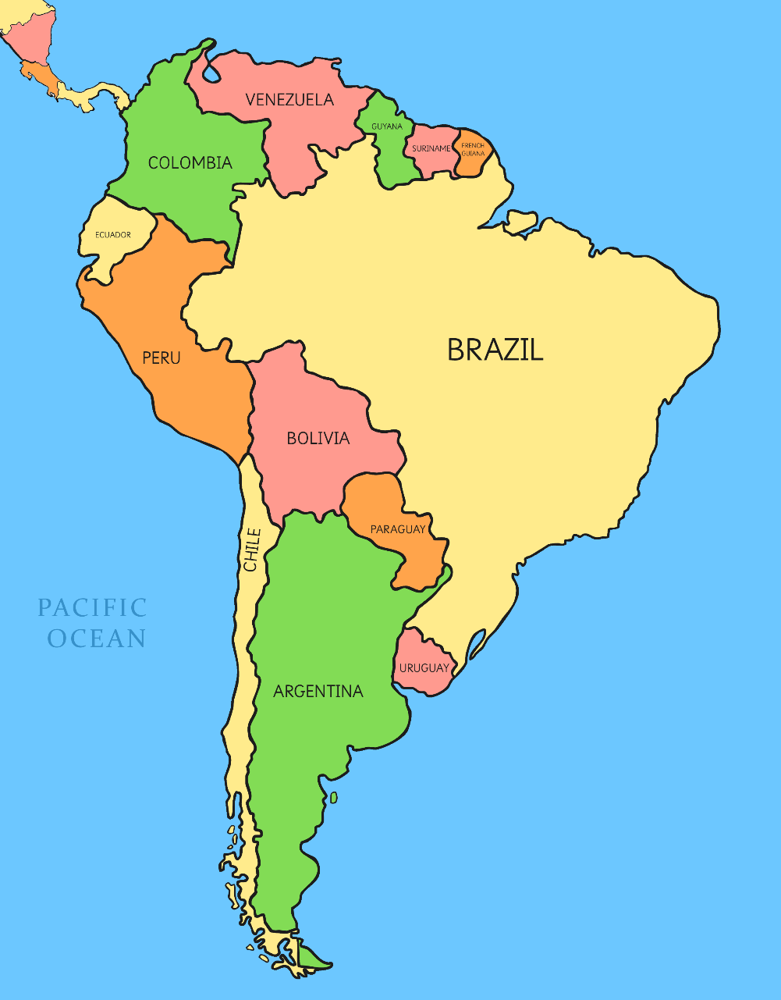 VENEZUELA
GUYANA
SURINAME
FRENCH
GUIANA
COLOMBIA
ECUADOR
PERU
BRAZIL
BOLIVIA
PARAGUAY
CHILE
PACIFIC
OCEAN
URUGUAY
ARGENTINA